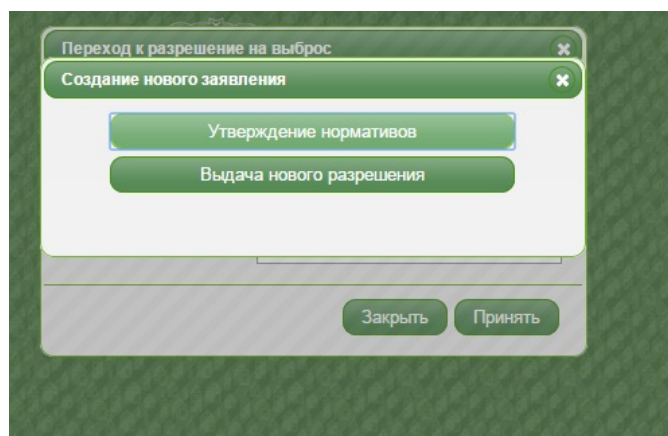 Переход к разрешение на выброс
Создание нового заявления
Утверждение нормативов
Выдача нового разрешения
Закрыть
Принять